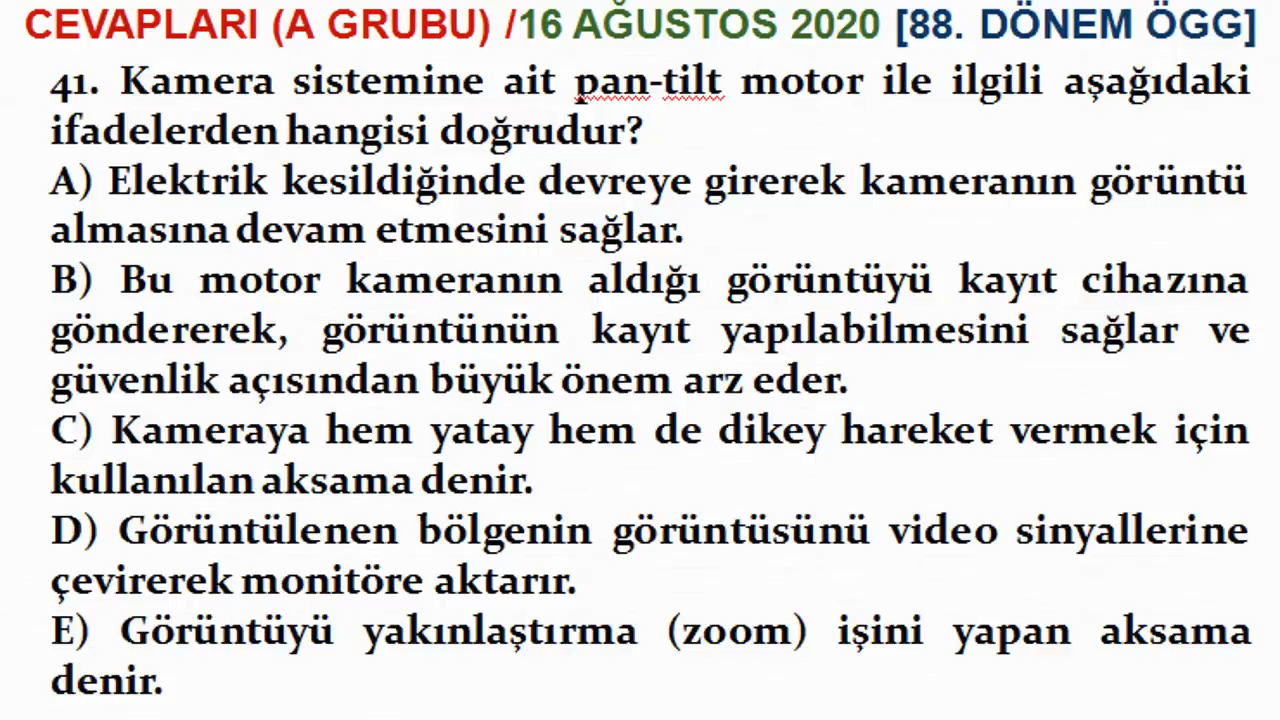 CEVAPLARI (A GRUBU) /16 AĞUSTOS 2020 [88. DÖNEM ÖGG]
41. Kamera sistemine ait pan-tilt motor ile ilgili aşağıdaki
ifadelerden hangisi doğrudur?
A) Elektrik kesildiğinde devreye girerek kameranın görüntü
almasına devam etmesini sağlar.
B) Bu motor kameranın aldığı görüntüyü kayıt cihazına
göndererek, görüntünün kayıt yapılabilmesini sağlar ve
güvenlik açısından büyük önem arz eder.
C) Kameraya hem yatay hem de dikey hareket vermek için
kullanılan aksama denir.
D) Görüntülenen bölgenin görüntüsünü video sinyallerine
çevirerek monitöre aktarır.
E) Görüntüyü yakınlaştırma (zoom) işini yapan aksama
denir.